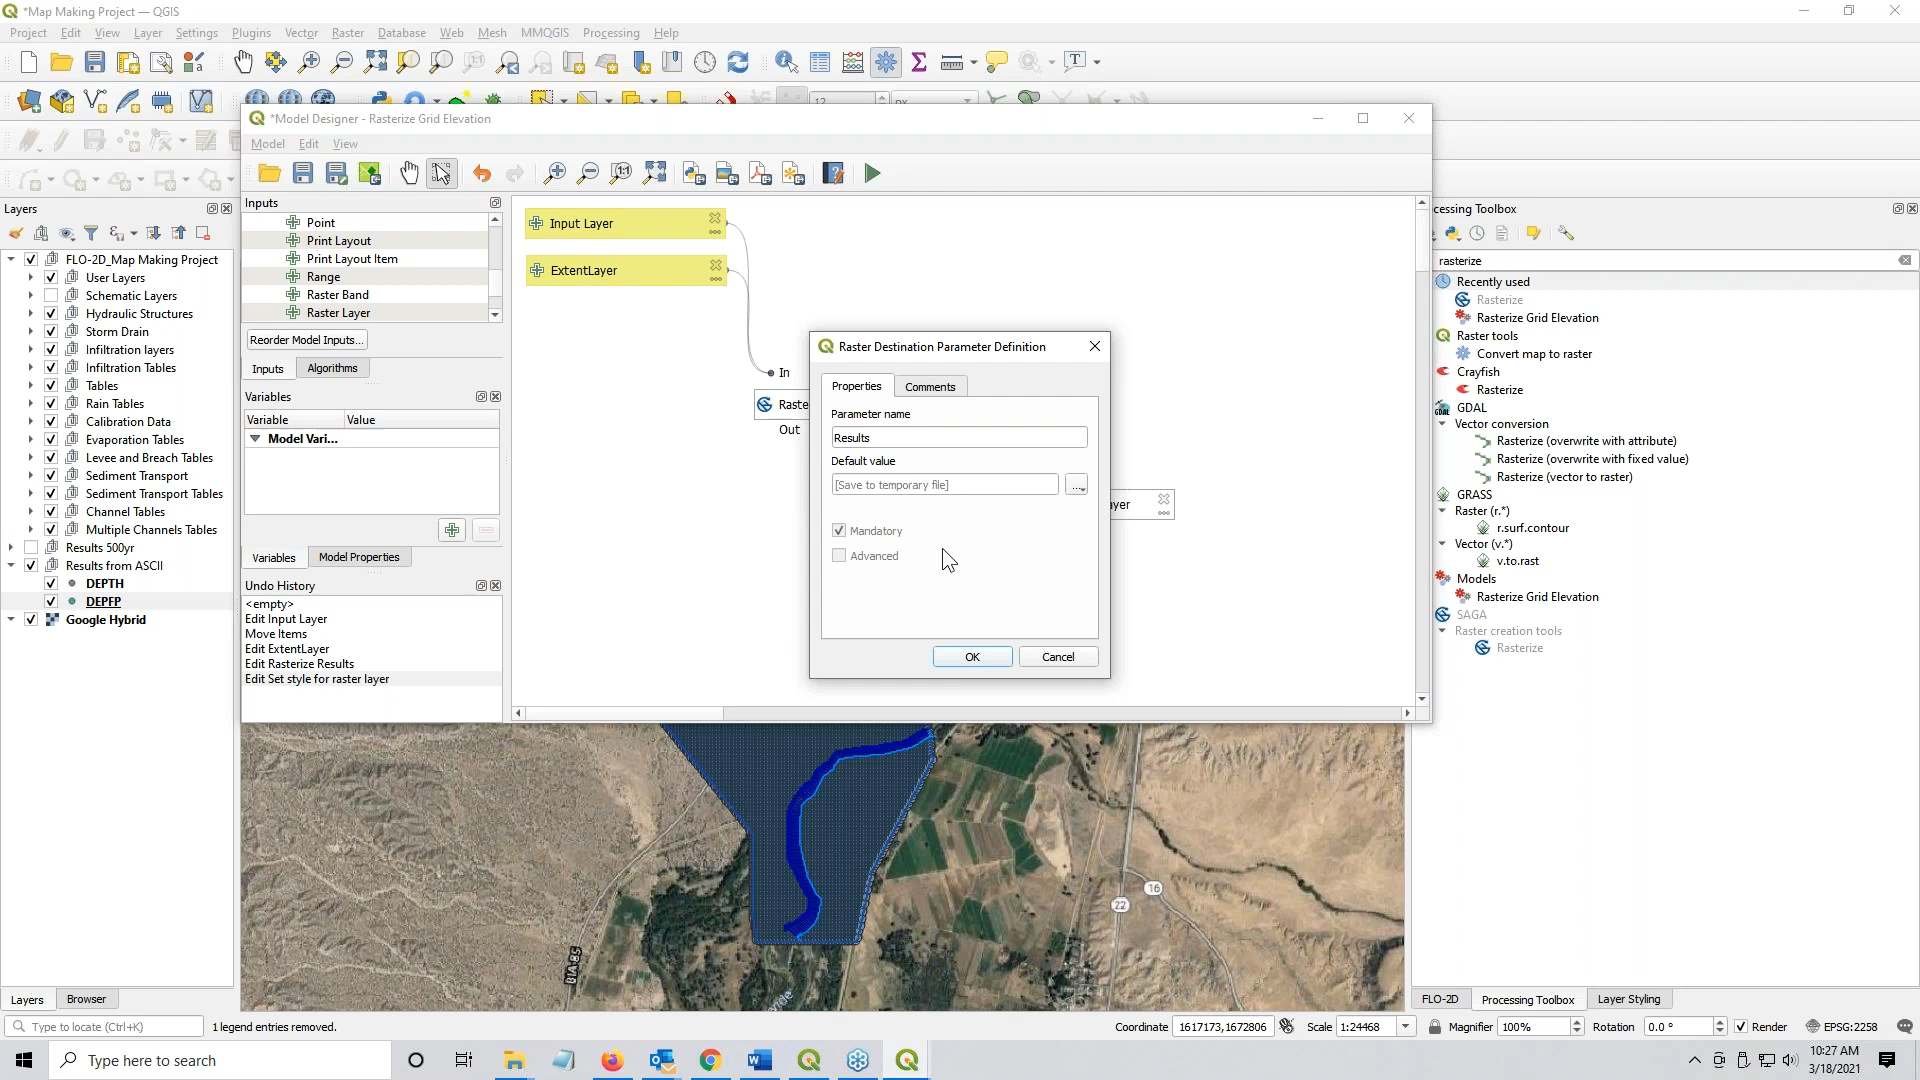 *Map Making Project — QGIS
Project Edit View Layer Settings Plugins Vector Raster Database Web Mesh MMQGIS Processing Help
*Model Designer - Rasterize Grid Elevation
Model Edit View
Layers
FLO-2D_Map Making Project
User Layers
Schematic Layers
Hydraulic Structures
Storm Drain
Infiltration layers
Infiltration Tables
Tables
Rain Tables
Calibration Data
Evaporation Tables
Levee and Breach Tables
Sediment Transport
Sediment Transport Tables
Channel Tables
Multiple Channels Tables
Results 500yr
Results from ASCII
DEPTH
DEPFP
Google Hybrid
Inputs
Point
Print Layout
Print Layout Item
Range
Raster Band
Raster Layer
Reorder Model Inputs...
Inputs Algorithms
Variables
Variable Value
Model Vari...
Variables Model Properties
Undo History
<empty>
Edit Input Layer
Move Items
Edit ExtentLayer
Edit Rasterize Results
Edit Set style for raster layer
Input Layer
ExtentLayer
In
Raste
Out
ayer
Raster Destination Parameter Definition
Properties Comments
Parameter name
Results
Default value
[Save to temporary file]
...
Mandatory
Advanced
OK Cancel
cessing Toolbox
rasterize
Recently used
Rasterize
Rasterize Grid Elevation
Raster tools
Convert map to raster
Crayfish
Rasterize
GDAL
Vector conversion
Rasterize (overwrite with attribute)
Rasterize (overwrite with fixed value)
Rasterize (vector to raster)
GRASS
Raster (r.*)
r.surf.contour
Vector (v.*)
v.to.rast
Models
Rasterize Grid Elevation
SAGA
Raster creation tools
Rasterize
BIA 85
16
22
Layers Browser
FLO-2D Processing Toolbox Layer Styling
Type to locate (Ctrl+K) 1 legend entries removed. Coordinate 1617173,1672806 Scale 1:24468 Magnifier 100% Rotation 0.0 ° Render EPSG:2258
Type here to search
10:27 AM
3/18/2021